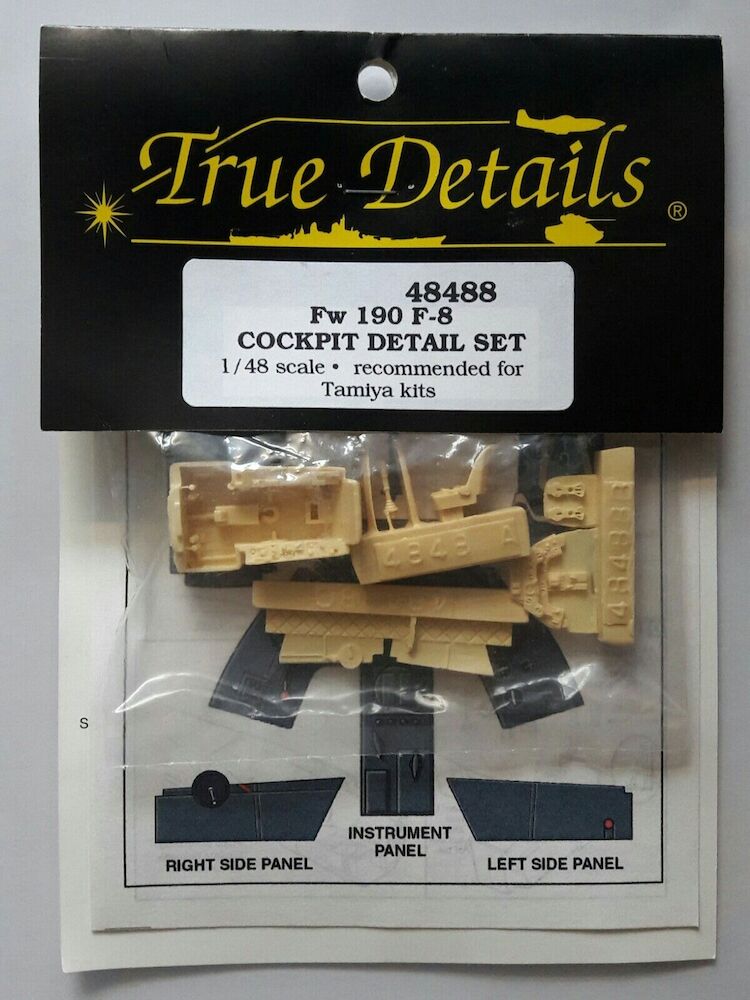 True Details ®
48488
Fw 190 F-8
COCKPIT DETAIL SET
1/48 scale • recommended for
Tamiya kits
4848 A
48488B
S
INSTRUMENT
PANEL
RIGHT SIDE PANEL
LEFT SIDE PANEL